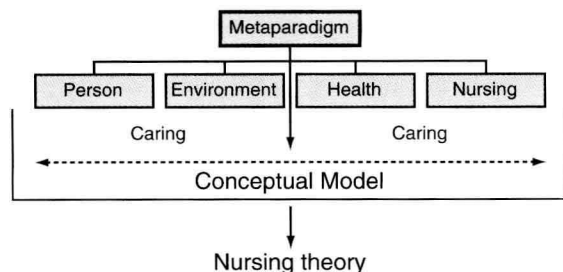 Metaparadigm
Person Environment Health Nursing
Caring Caring
Conceptual Model
Nursing theory